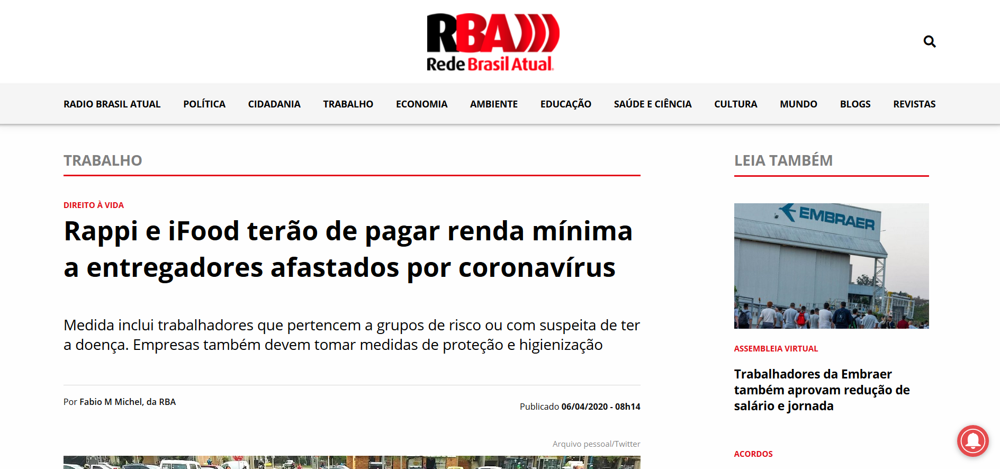 RBA
Rede Brasil Atual
RADIO BRASIL ATUAL POLÍTICA CIDADANIA TRABALHO ECONOMIA AMBIENTE EDUCAÇÃO SAÚDE E CIÊNCIA CULTURA MUNDO BLOGS REVISTAS
TRABALHO
DIREITO À VIDA
Rappi e iFood terão de pagar renda mínima
a entregadores afastados por coronavírus
Medida inclui trabalhadores que pertencem a grupos de risco ou com suspeita de ter
a doença. Empresas também devem tomar medidas de proteção e higienização
Por Fabio M Michel, da RBA
Publicado 06/04/2020 - 08h14
Arquivo pessoal/Twitter
LEIA TAMBÉM
EMBRAER
ASSEMBLEIA VIRTUAL
Trabalhadores da Embraer
também aprovam redução de
salário e jornada
ACORDOS